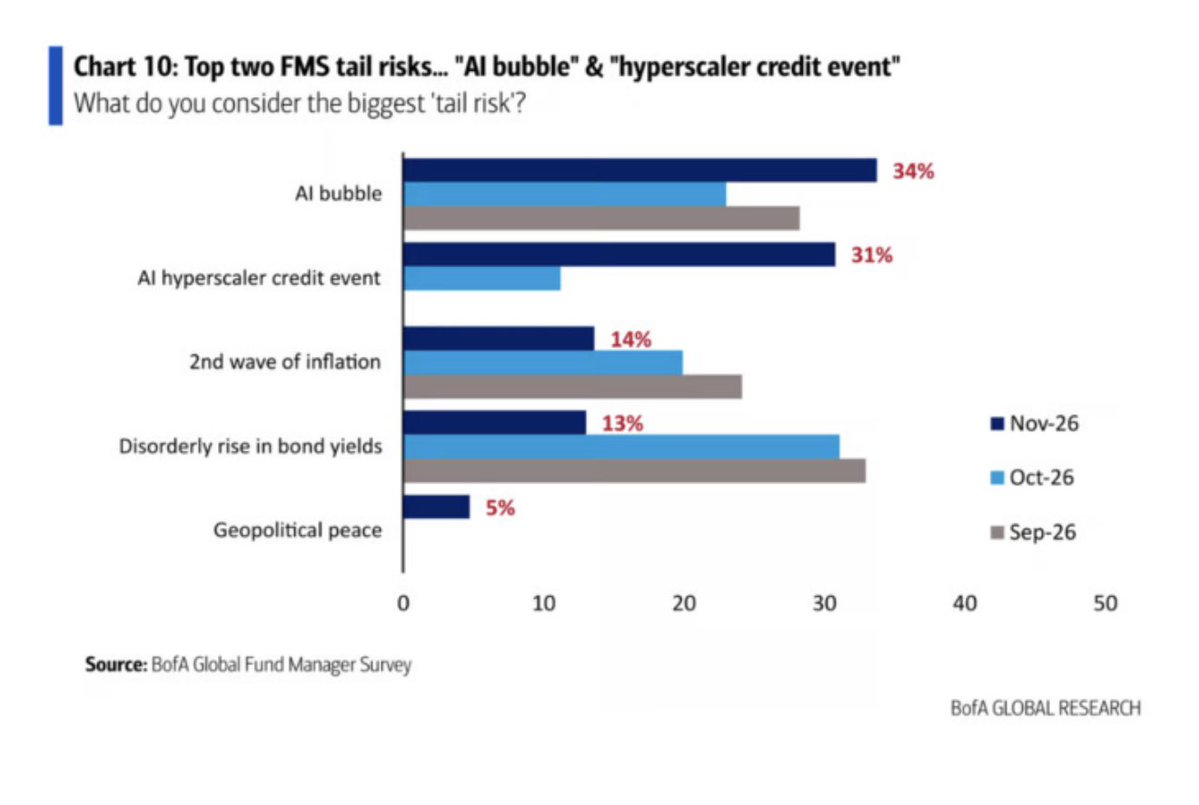 Chart 10: Top two FMS tail risks... "AI bubble" & "hyperscaler credit event"
What do you consider the biggest 'tail risk'?
AI bubble
34%
AI hyperscaler credit event
31%
2nd wave of inflation
14%
Disorderly rise in bond yields
13%
Geopolitical peace
5%
Nov-26
Oct-26
Sep-26
0 10 20 30 40 50
Source: BofA Global Fund Manager Survey
BofA GLOBAL RESEARCH